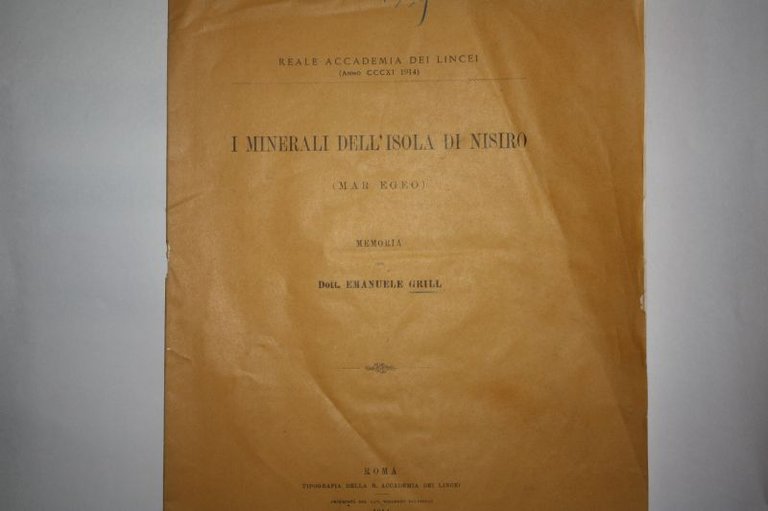 REALE ACCADEMIA DEI LINCEI
(ANNO CCCXI 1914)
I MINERALI DELL'ISOLA DI NISIRO
(MAR EGEO)
MEMORIA
Dott. EMANUELE GRILL
ROMA
TIPOGRAFIA DELLA R. ACCADEMIA DEI LINCEI